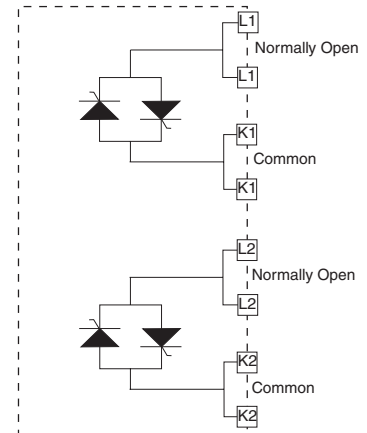 L1
Normally Open
L1
K1
Common
K1
L2
Normally Open
L2
K2
Common
K2